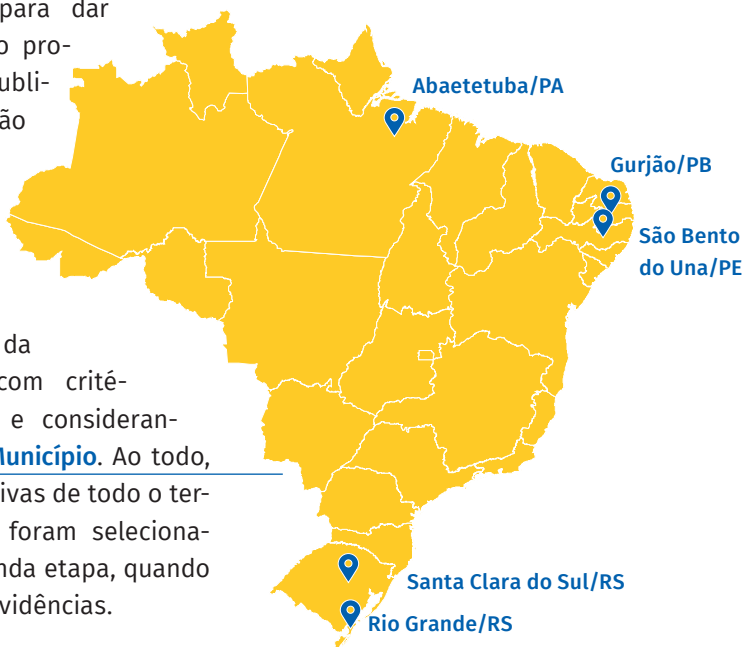 para dar
o pro-
ubli-
ão
da
com crité-
e consideran-
Município. Ao todo,
ivas de todo o ter-
foram seleciona-
nda etapa, quando
vidências.
Abaetetuba/PA
Gurjão/PB
São Bento
do Una/PE
Santa Clara do Sul/RS
Rio Grande/RS